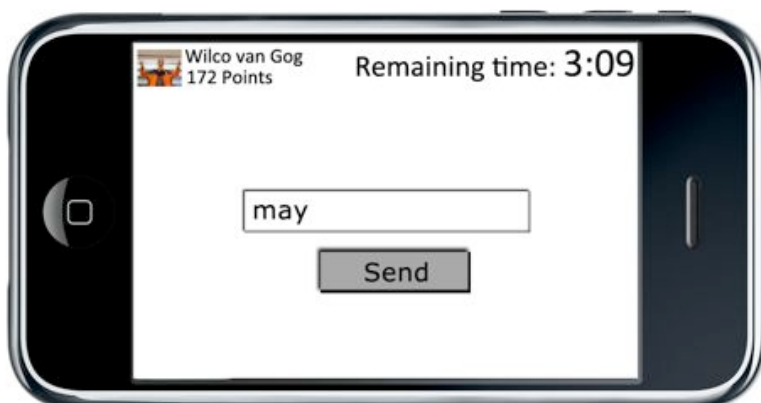 Wilco van Gog
172 Points
Remaining time: 3:09
may
Send